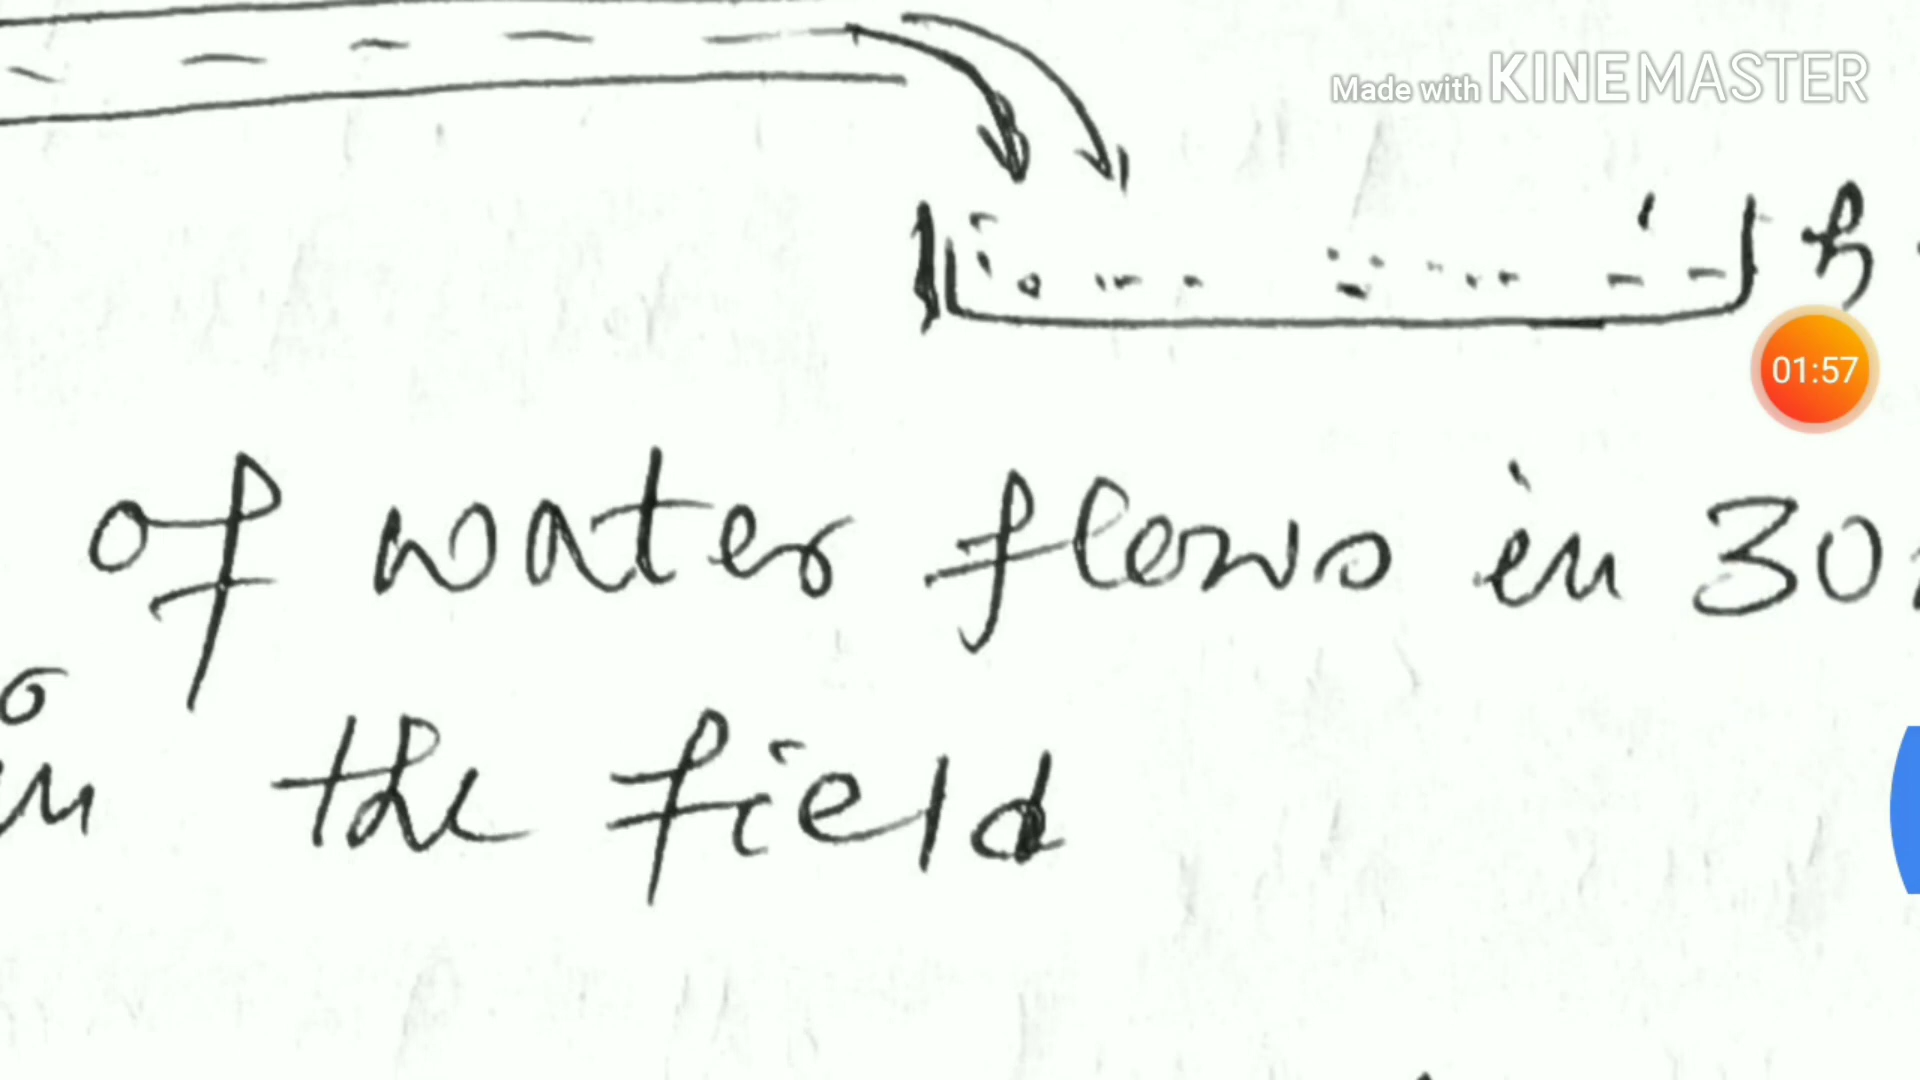 Made with KINEMASTER
h
01:57
of water flows in 30
in the field